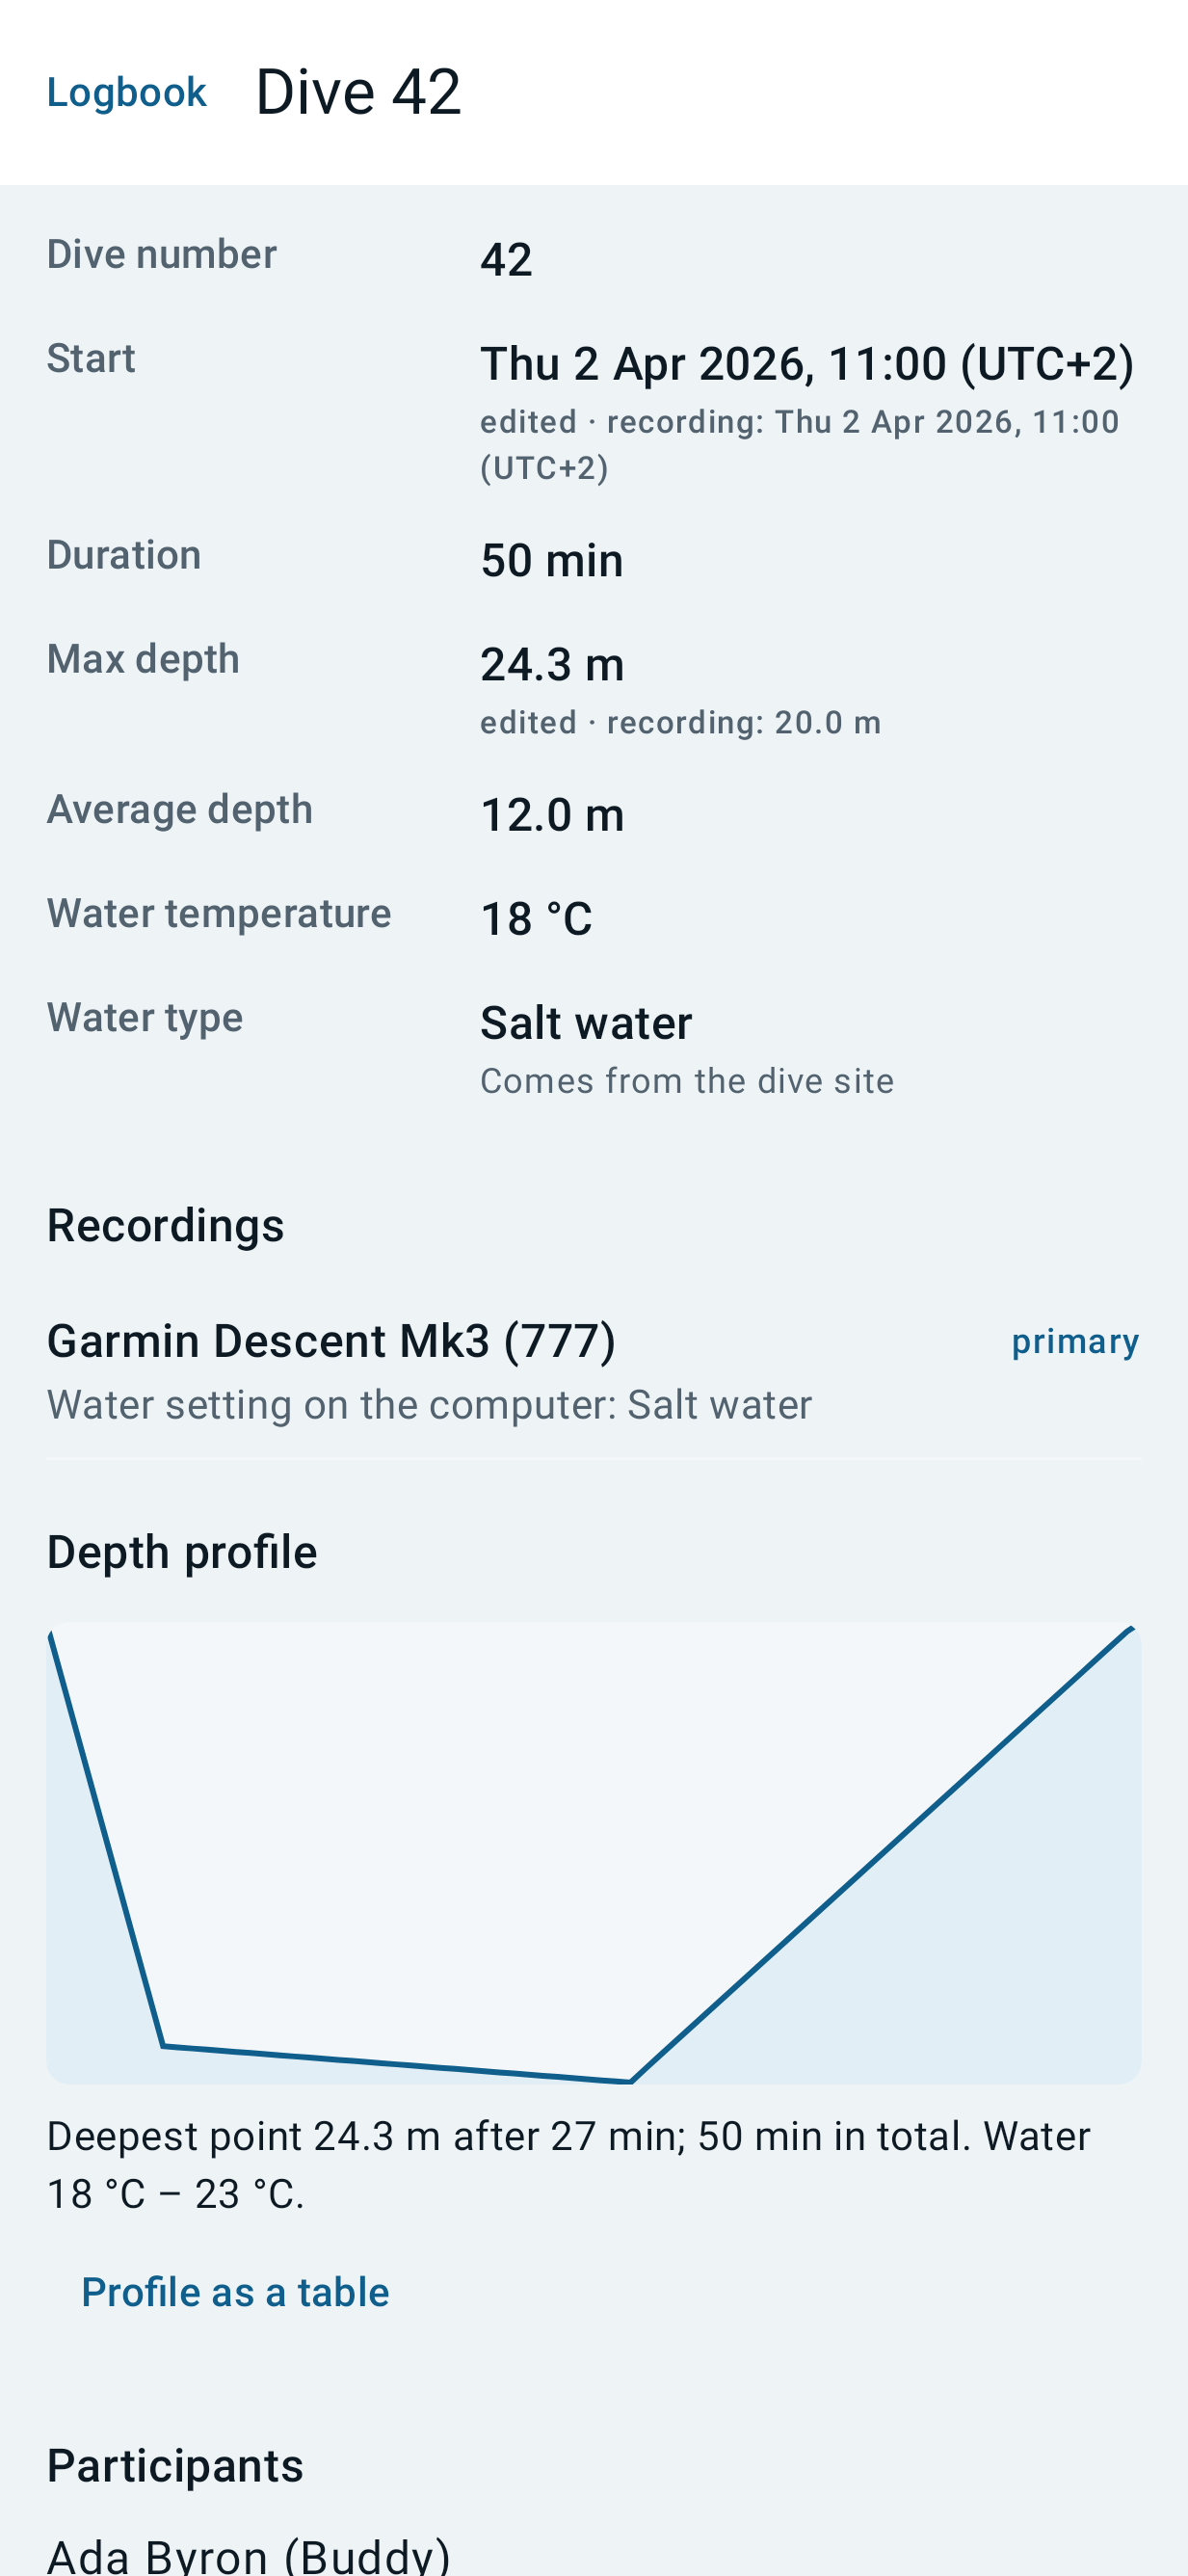 Logbook Dive 42
Dive number 42
Start Thu 2 Apr 2026, 11:00 (UTC+2)
edited · recording: Thu 2 Apr 2026, 11:00
(UTC+2)
Duration 50 min
Max depth 24.3 m
edited · recording: 20.0 m
Average depth 12.0 m
Water temperature 18 °C
Water type Salt water
Comes from the dive site
Recordings
Garmin Descent Mk3 (777) primary
Water setting on the computer: Salt water
Depth profile
Deepest point 24.3 m after 27 min; 50 min in total. Water
18 °C – 23 °C.
Profile as a table
Participants
Ada Byron (Buddy)